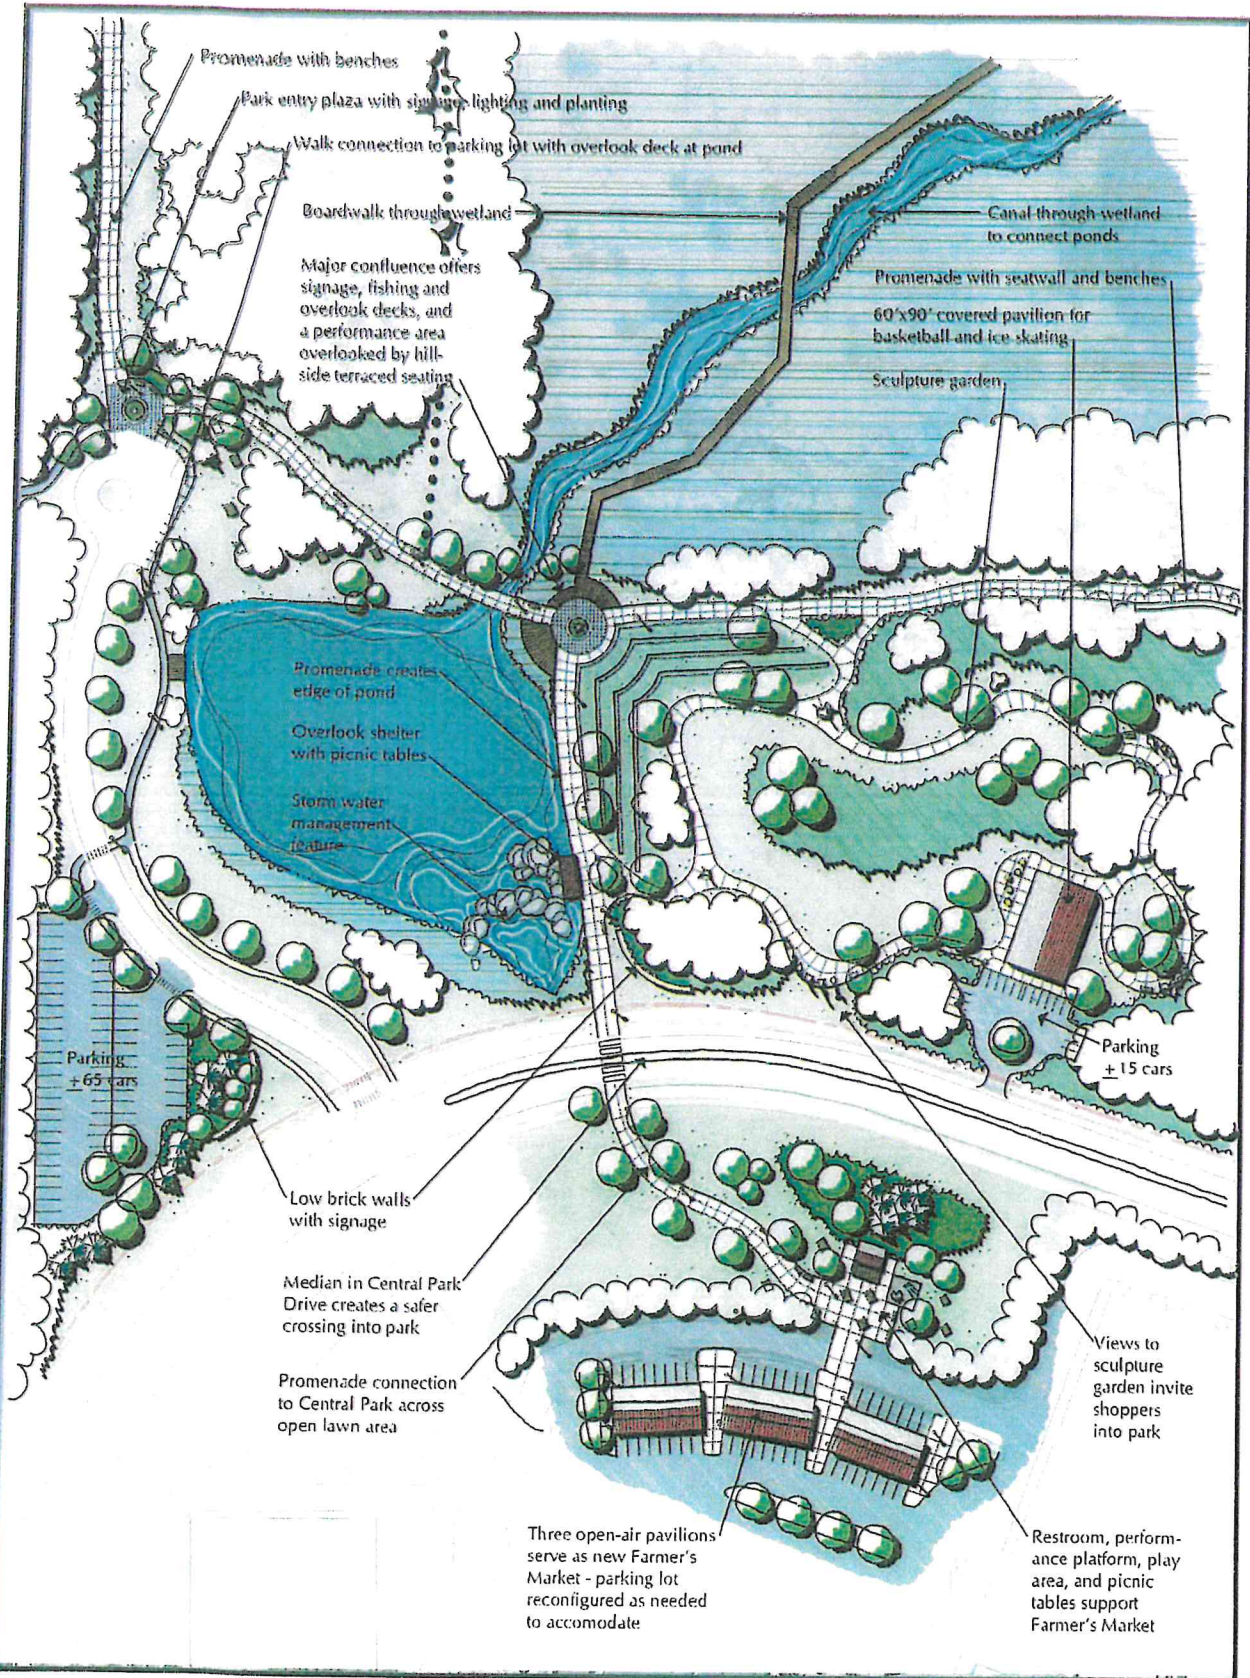 Promenade with benches
Park entry plaza with signage, lighting and planting
Walk connection to parking lot with overlook deck at pond
Boardwalk through wetland
Canal through wetland
to connect ponds
Major confluence offers
signage, fishing and
overlook decks, and
a performance area
overlooked by hill-
side terraced seating
Promenade with seatwall and benches
60'x90' covered pavilion for
basketball and ice skating
Sculpture garden
Promenade creates
edge of pond
Overlook shelter
with picnic tables
Storm water
management
feature
Parking
+65 cars
Parking
+15 cars
Low brick walls
with signage
Median in Central Park
Drive creates a safer
crossing into park
Promenade connection
to Central Park across
open lawn area
Views to
sculpture
garden invite
shoppers
into park
Three open-air pavilions
serve as new Farmer's
Market - parking lot
reconfigured as needed
to accomodate
Restroom, perform-
ance platform, play
area, and picnic
tables support
Farmer's Market